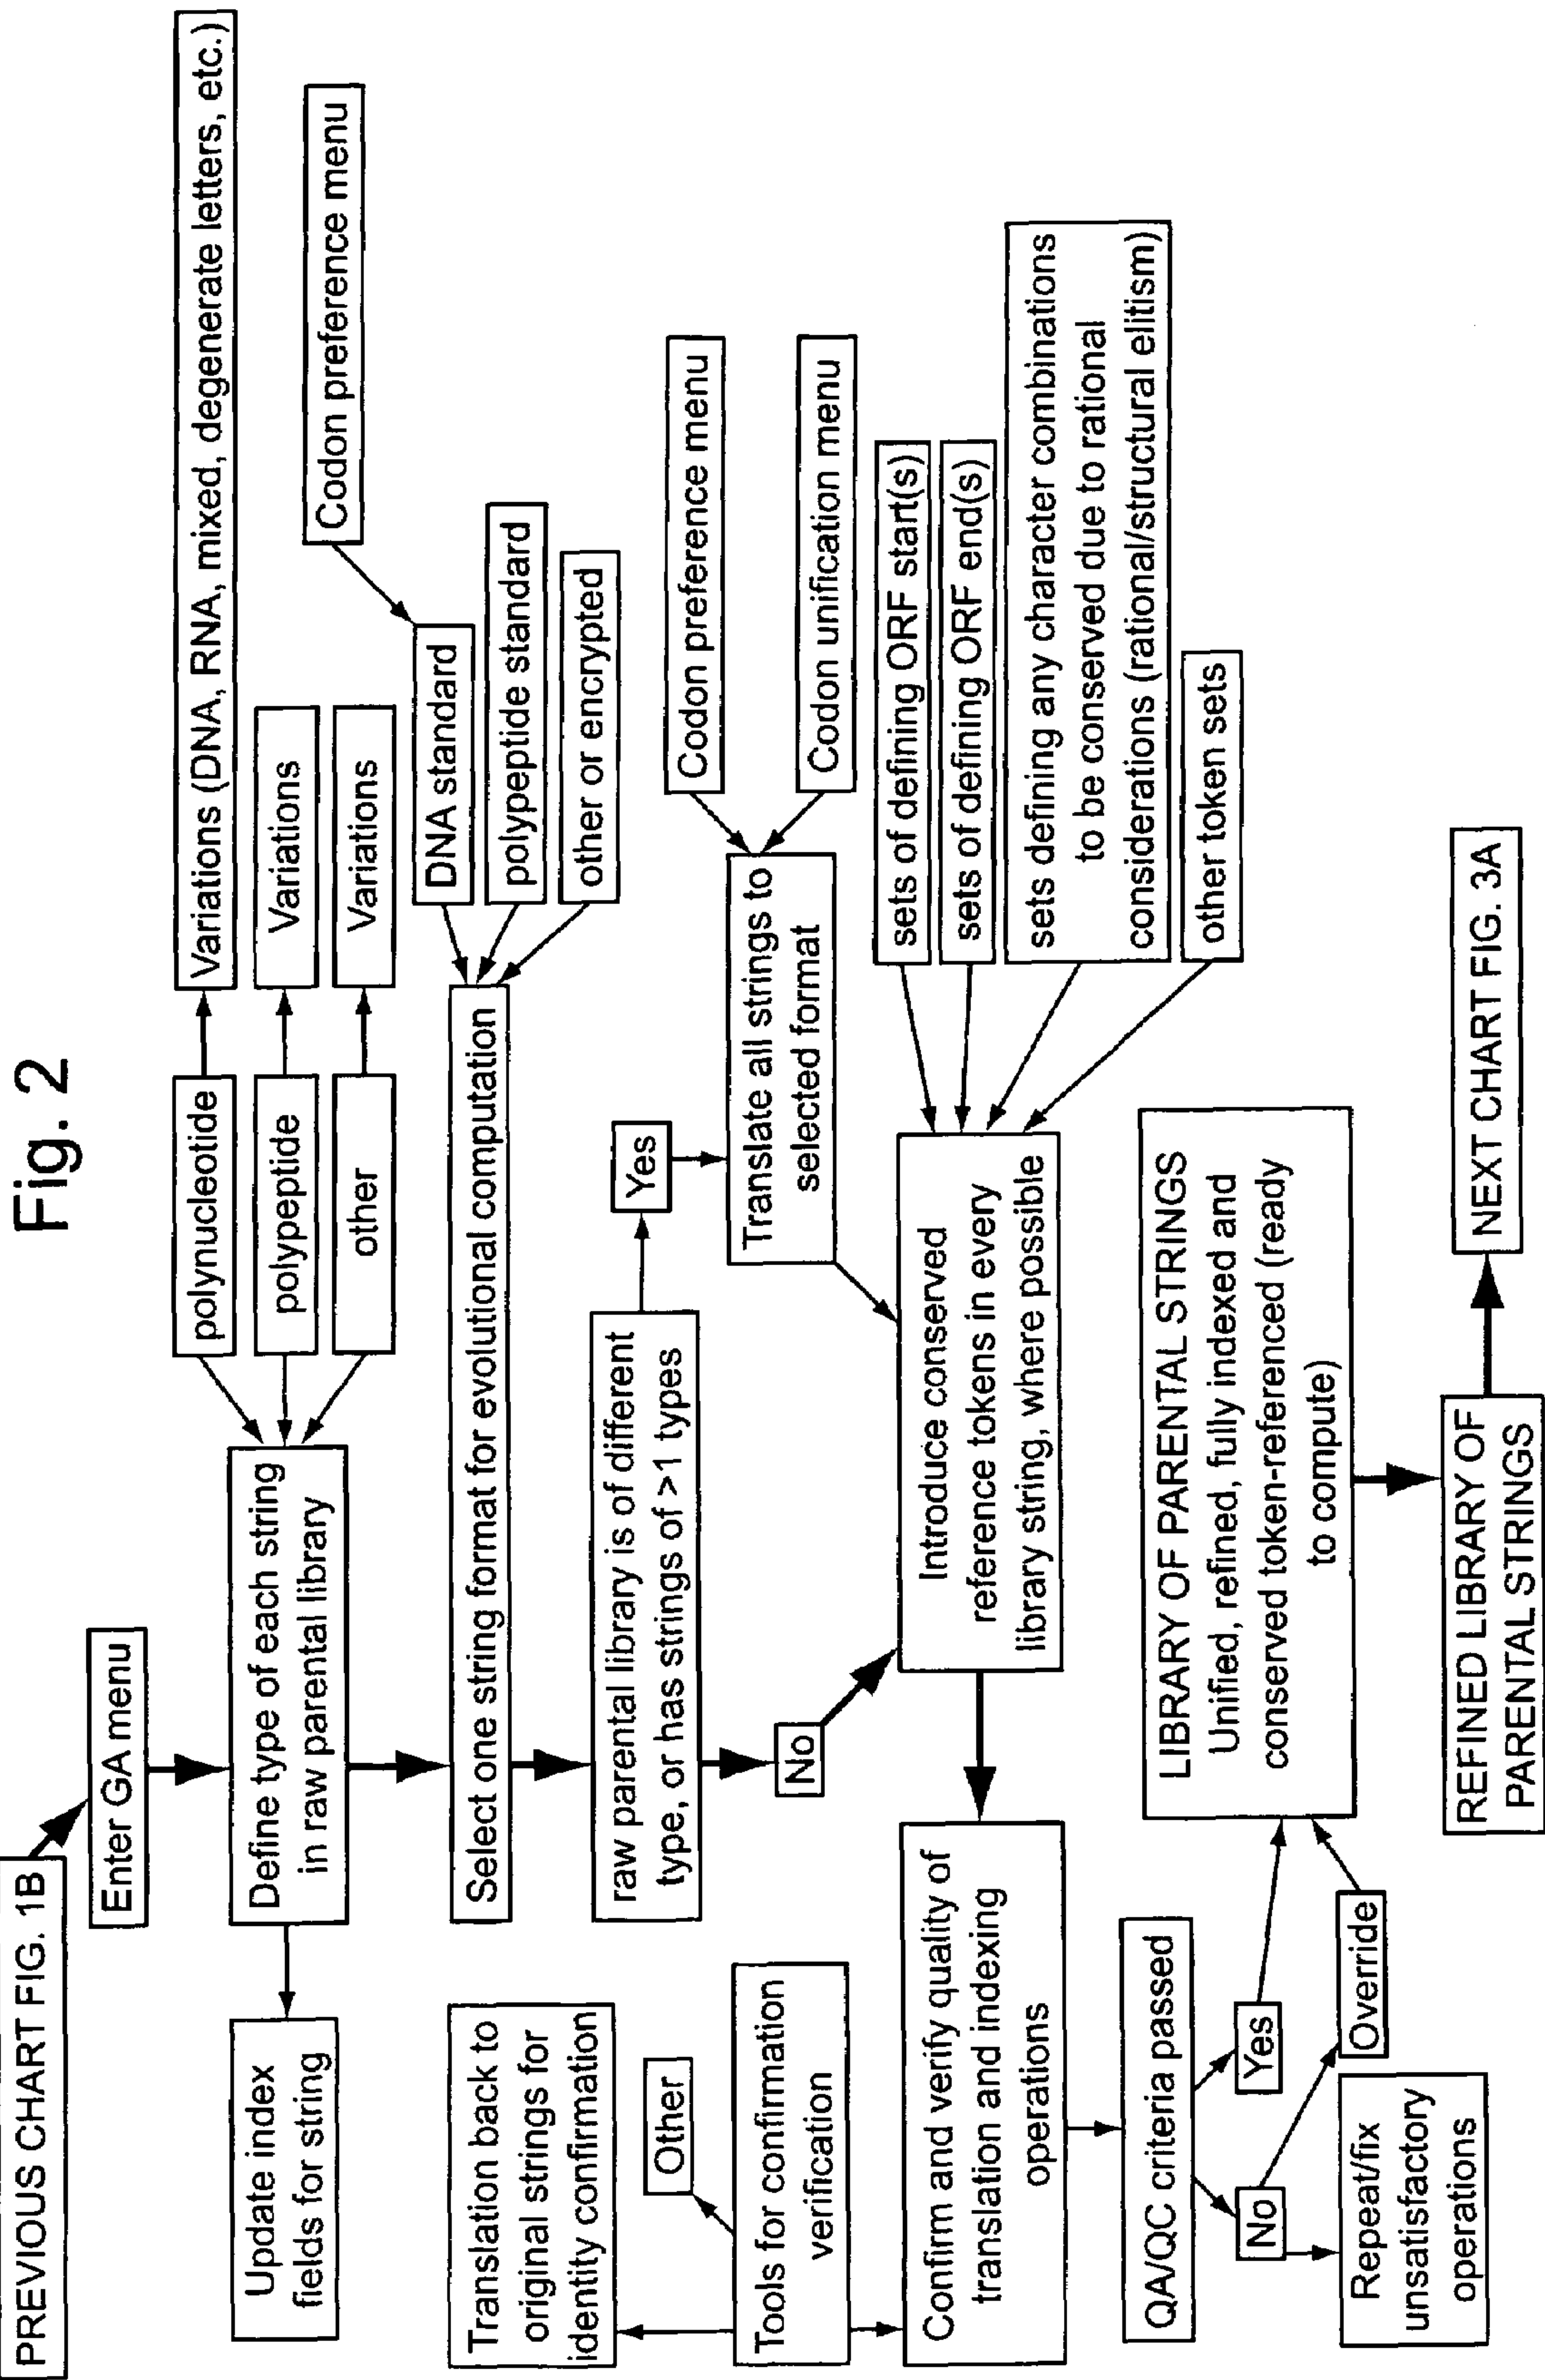 Fig. 2
PREVIOUS CHART FIG. 1B
Enter GA menu
Update index
fields for string
Define type of each string
in raw parental library
polynucleotide
polypeptide
other
Variations (DNA, RNA, mixed, degenerate letters, etc.)
Variations
Variations
Codon preference menu
Select one string format for evolutional computation
DNA standard
polypeptide standard
other or encrypted
raw parental library is of different
type, or has strings of >1 types
Yes
No
Translate all strings to
selected format
Codon preference menu
Codon unification menu
Introduce conserved
reference tokens in every
library string, where possible
sets of defining ORF start(s)
sets of defining ORF end(s)
sets defining any character combinations
to be conserved due to rational
considerations (rational/structural elitism)
other token sets
Translation back to
original strings for
identity confirmation
Other
Tools for confirmation
verification
Confirm and verify quality of
translation and indexing
operations
QA/QC criteria passed
Yes
No
Override
Repeat/fix
unsatisfactory
operations
LIBRARY OF PARENTAL STRINGS
Unified, refined, fully indexed and
conserved token-referenced (ready
to compute)
REFINED LIBRARY OF
PARENTAL STRINGS
NEXT CHART FIG. 3A